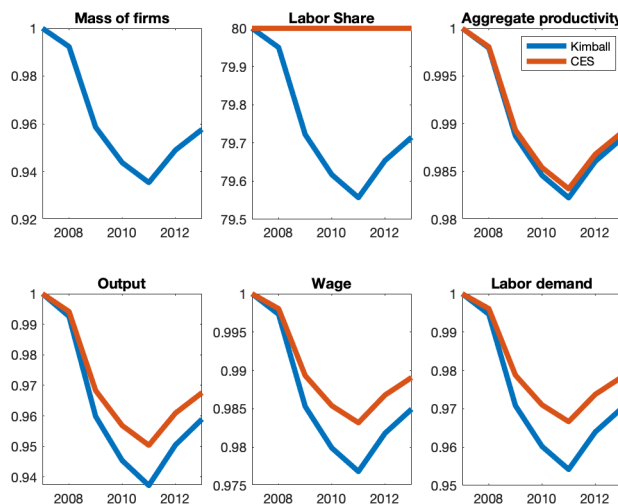 Mass of firms
1
0.98
0.96
0.94
0.92
2008 2010 2012
Labor Share
80
79.9
79.8
79.7
79.6
79.5
2008 2010 2012
Aggregate productivity
1
0.995
0.99
0.985
0.98
2008 2010 2012
Kimball
CES
Output
1
0.99
0.98
0.97
0.96
0.95
0.94
2008 2010 2012
Wage
1
0.995
0.99
0.985
0.98
0.975
2008 2010 2012
Labor demand
1
0.99
0.98
0.97
0.96
0.95
2008 2010 2012